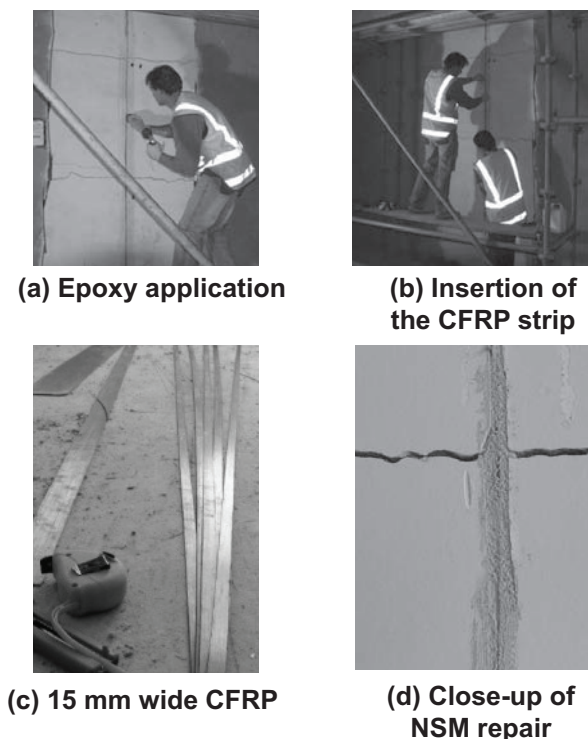 (a) Epoxy application
(b) Insertion of
the CFRP strip
(c) 15 mm wide CFRP
(d) Close-up of
NSM repair